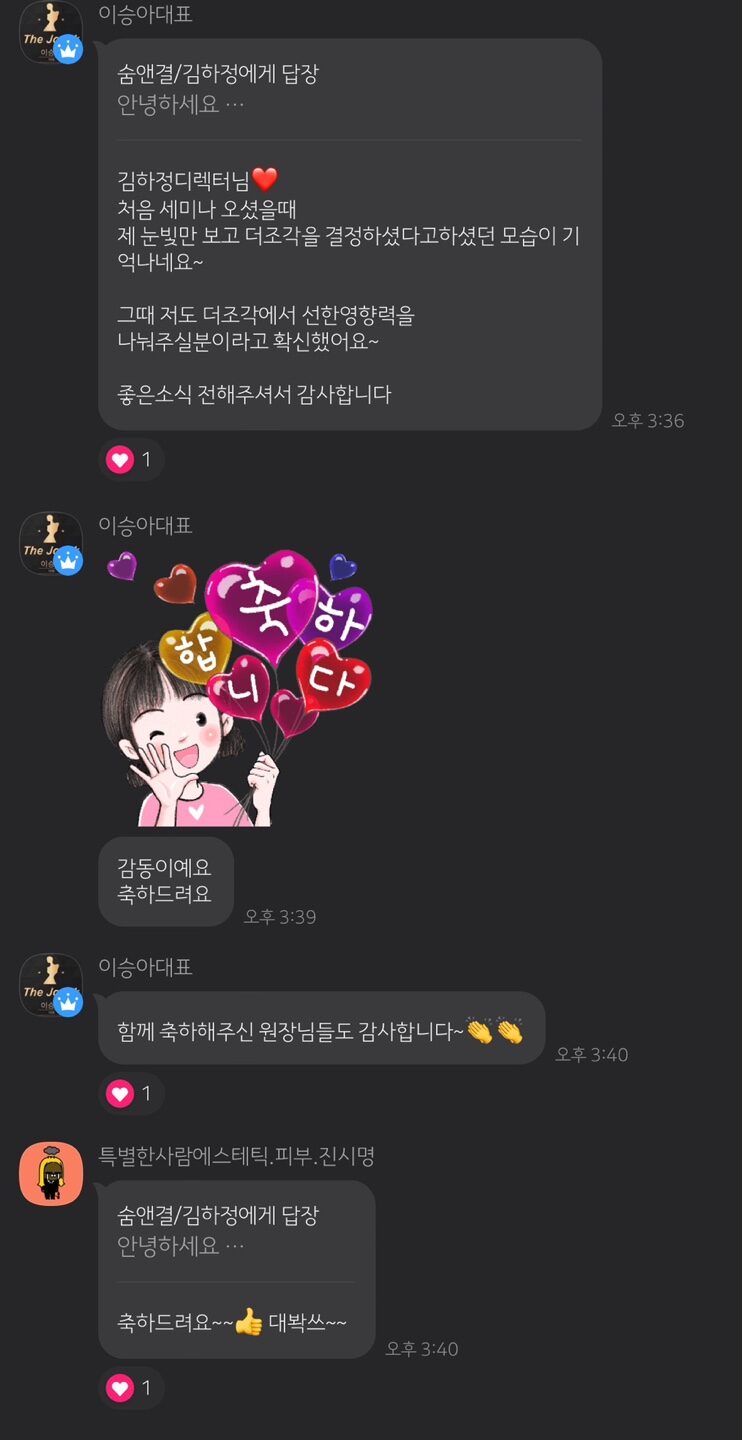 이승아대표
The Jo
숨앤결/김하정에게 답장
안녕하세요 …
김하정디렉터님❤️
처음 세미나 오셨을때
제 눈빛만 보고 더조각을 결정하셨다고하셨던 모습이 기
억나네요~
그때 저도 더조각에서 선한영향력을
나눠주실분이라고 확신했어요~
좋은소식 전해주셔서 감사합니다
오후 3:36
1
이승아대표
The Jo
축하
합니다
감동이예요
축하드려요
오후 3:39
이승아대표
The Jo
함께 축하해주신 원장님들도 감사합니다~👏👏
오후 3:40
1
특별한사람에스테틱.피부.진시명
숨앤결/김하정에게 답장
안녕하세요 …
축하드려요~~👍 대봑쓰~~
오후 3:40
1